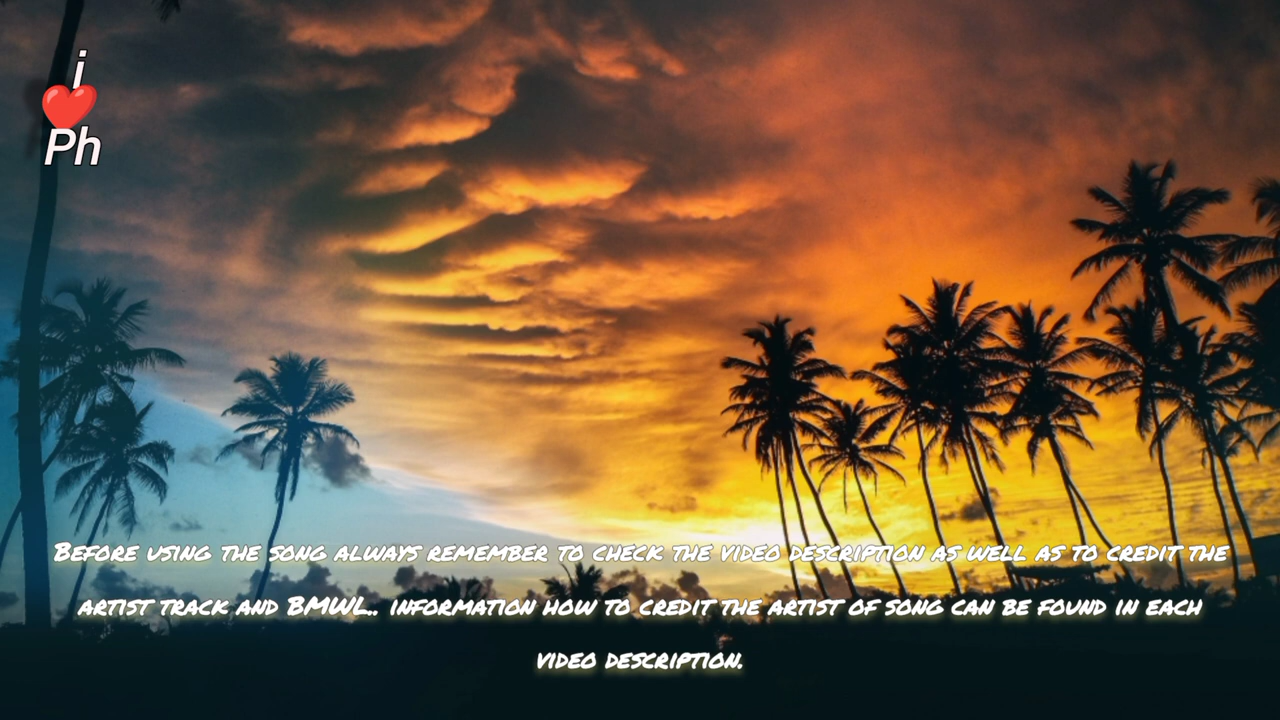 i
❤️
Ph
Before using the song always remember to check the video description as well as to credit the
artist track and BMWL.. information how to credit the artist of song can be found in each
video description.